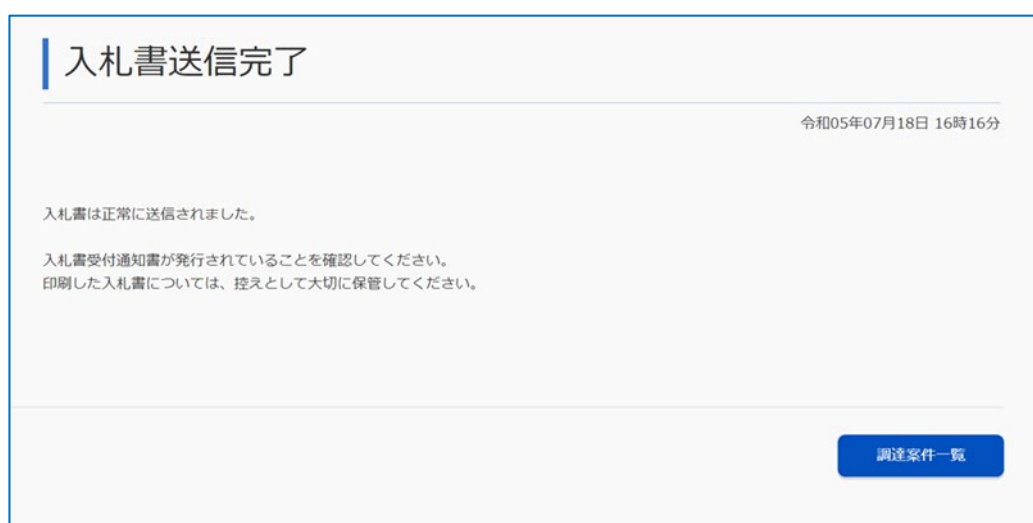 入札書送信完了
令和05年07月18日 16時16分
入札書は正常に送信されました。
入札書受付通知書が発行されていることを確認してください。
印刷した入札書については、控えとして大切に保管してください。
調達案件一覧